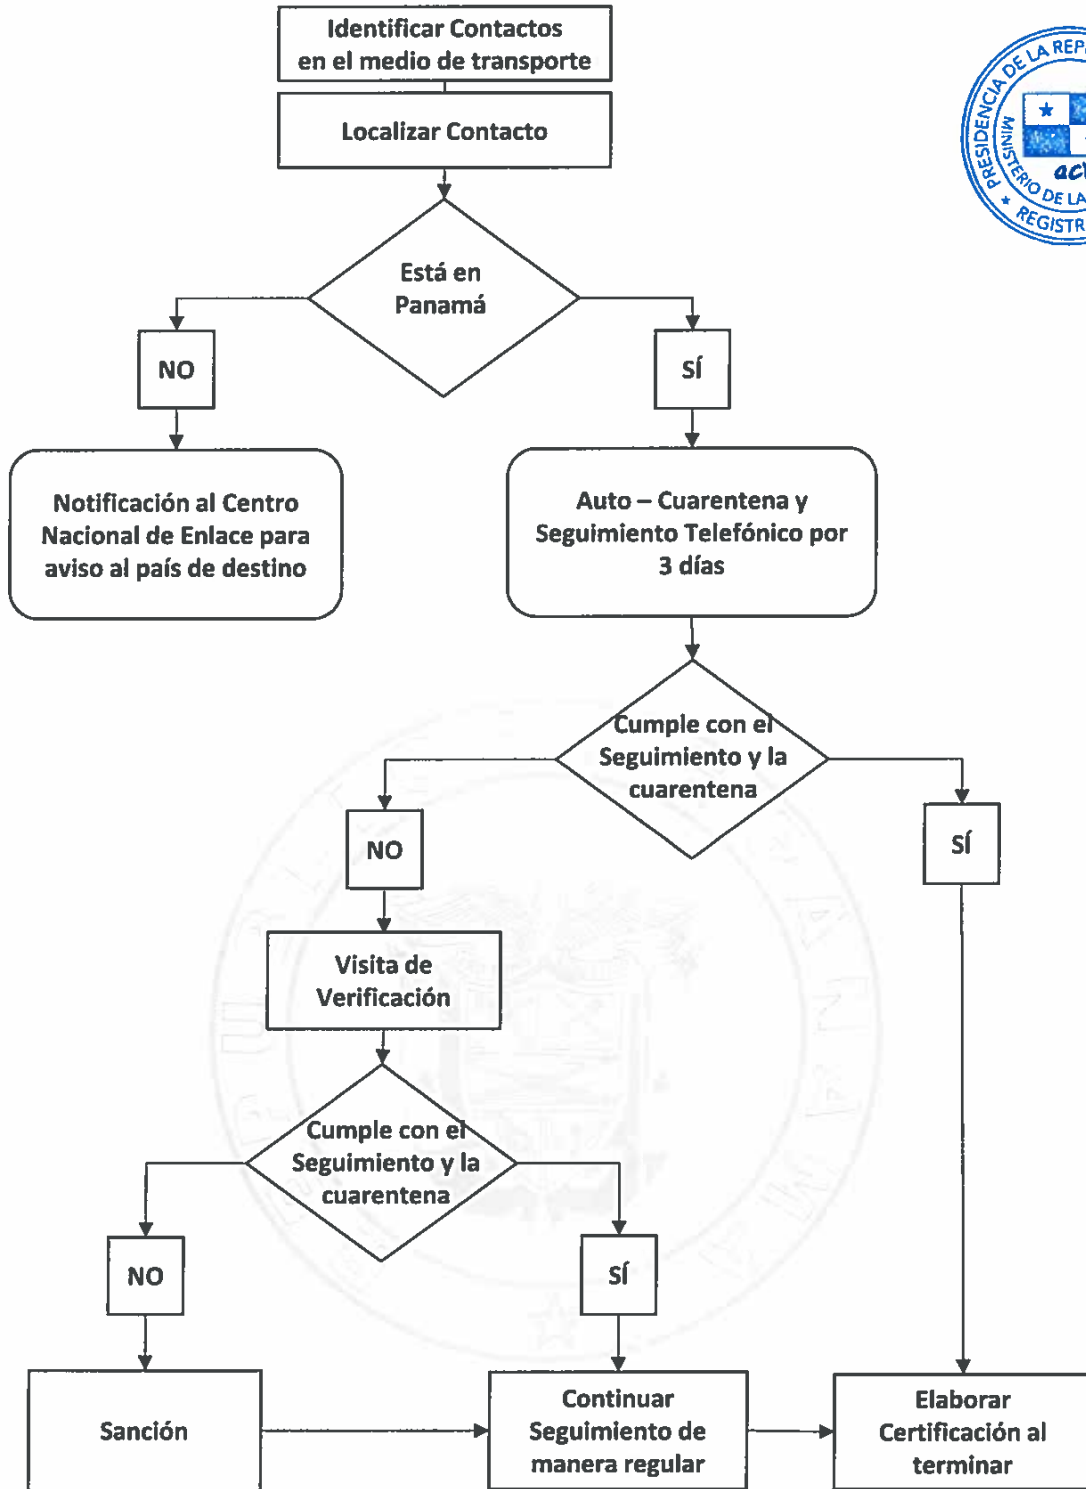 Identificar Contactos
en el medio de transporte
Localizar Contacto
PRESIDENCIA DE LA
MINISTERIO DE LA
Está en
Panamá
NO
SÍ
Notificación al Centro
Nacional de Enlace para
aviso al país de destino
Auto – Cuarentena y
Seguimiento Telefónico por
3 días
Cumple con el
Seguimiento y la
cuarentena
NO
SÍ
Visita de
Verificación
Cumple con el
Seguimiento y la
cuarentena
NO
SÍ
Sanción
Continuar
Seguimiento de
manera regular
Elaborar
Certificación al
terminar